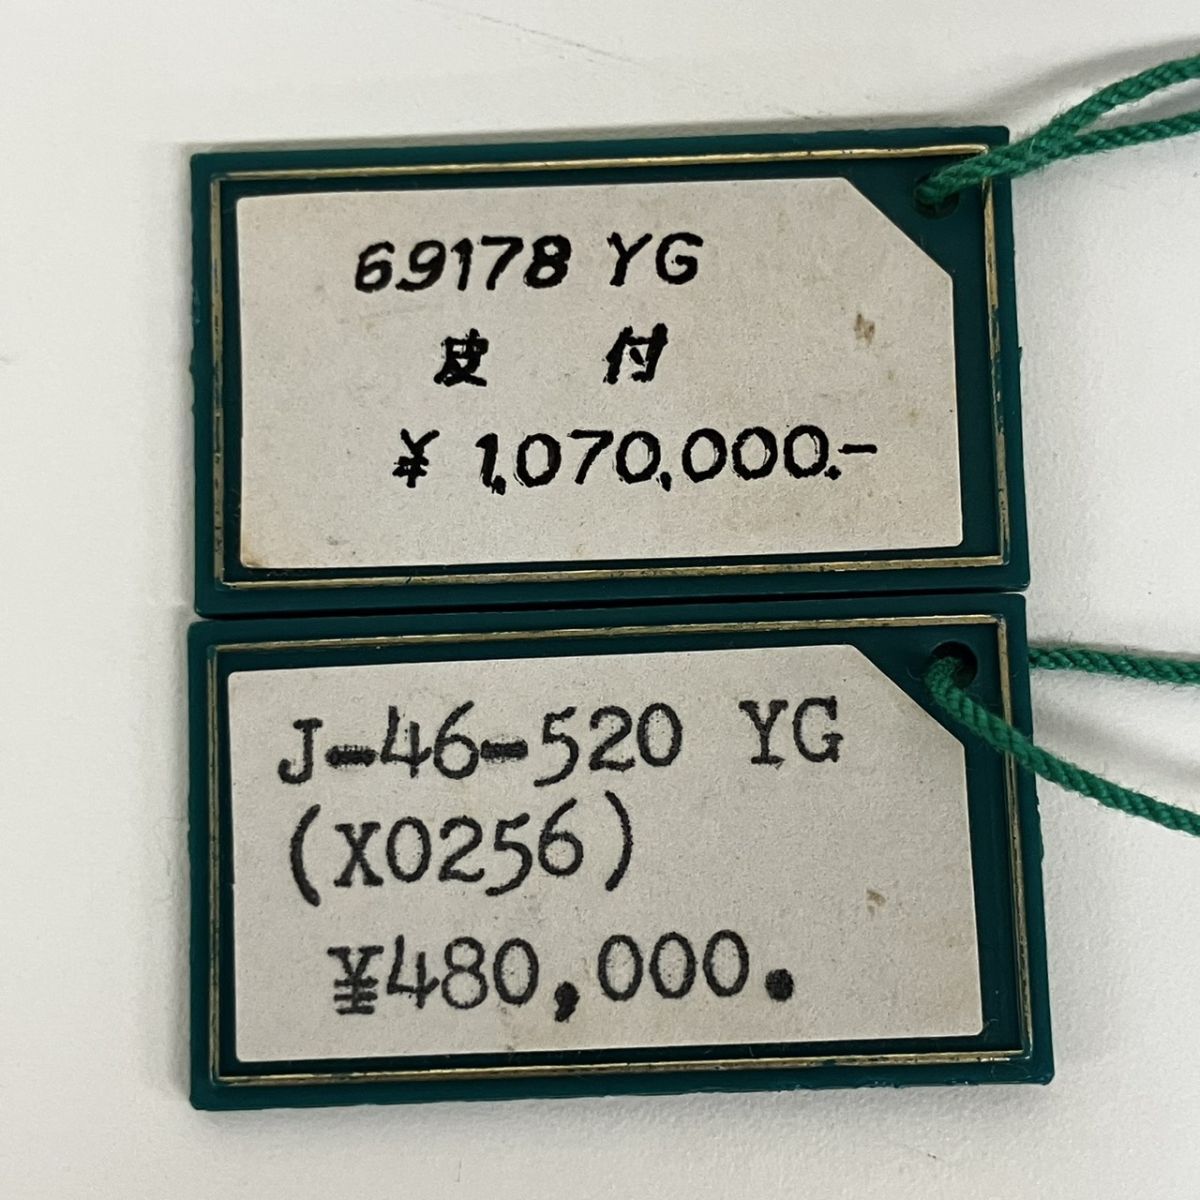 69178 YG
皮 付
¥ 1,070,000.-
J-46-520 YG
(X0256)
¥480,000.